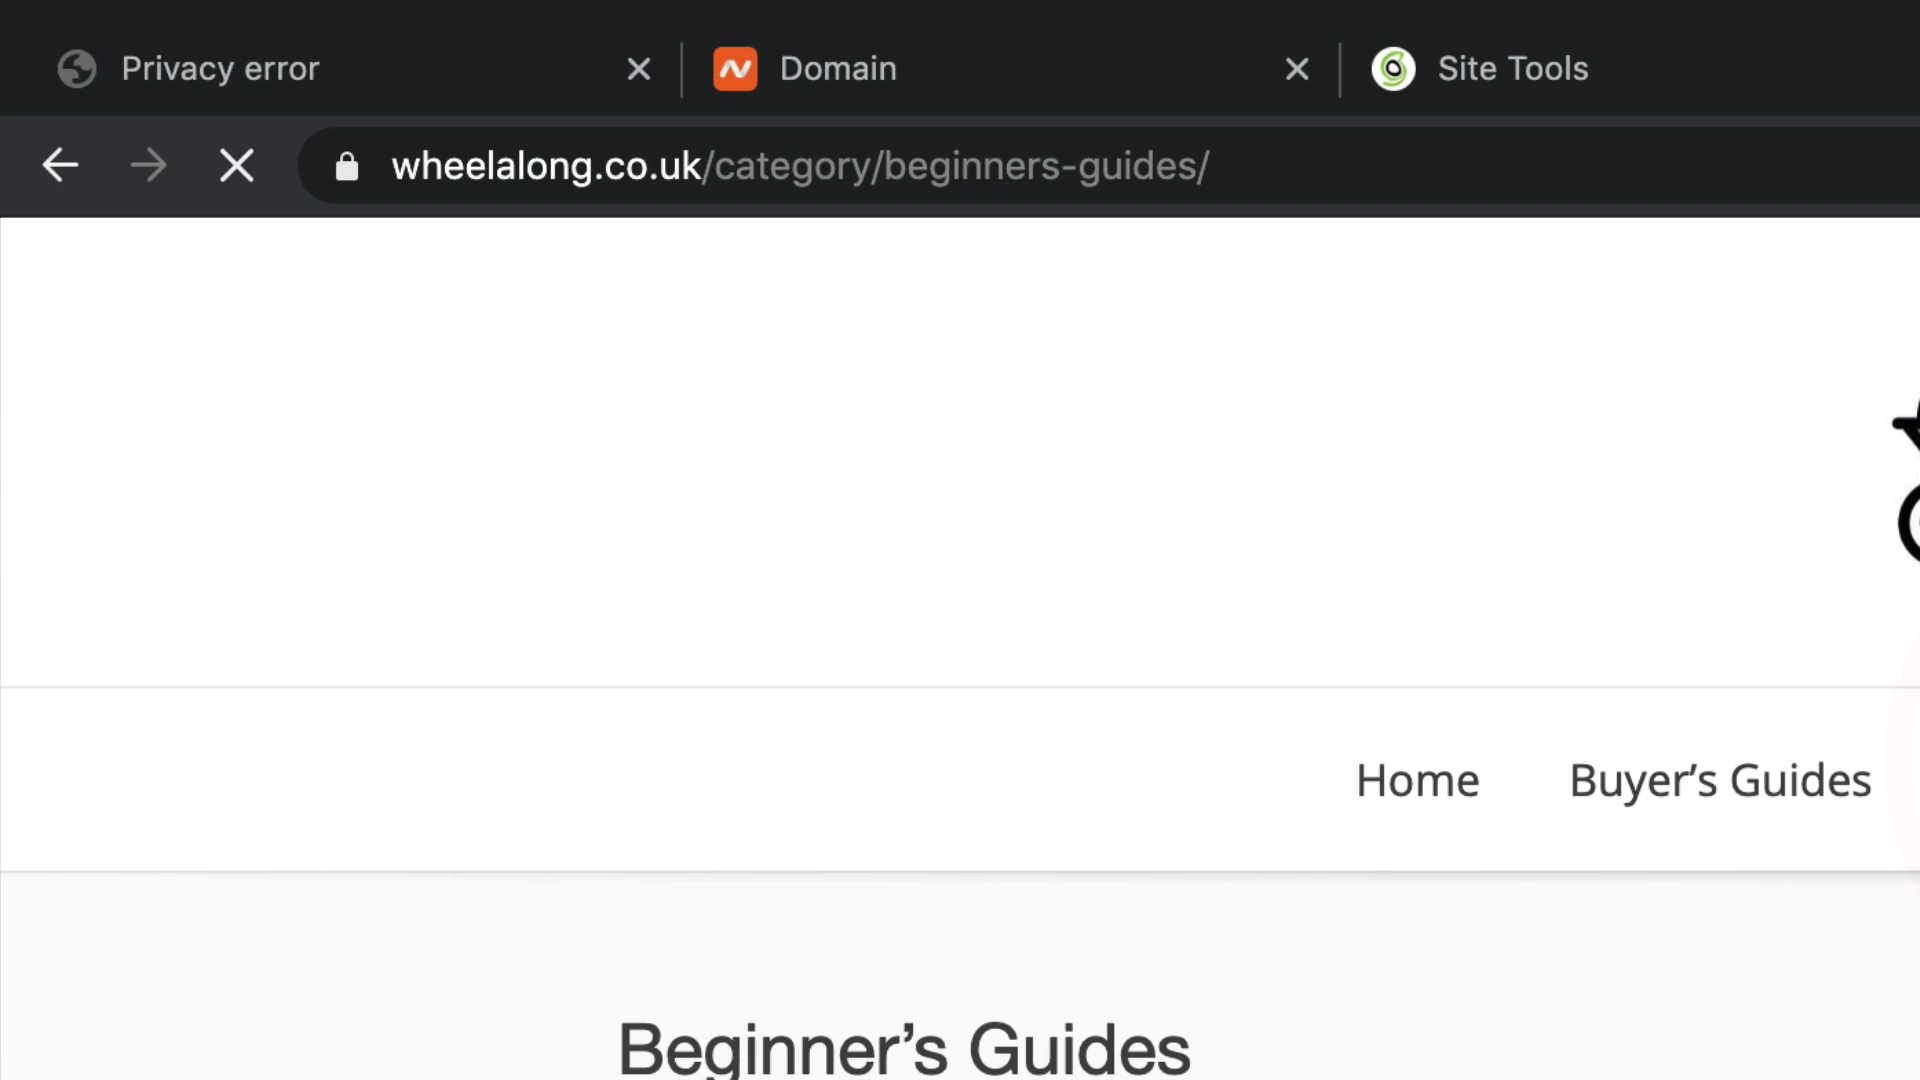 Privacy error
Domain
Site Tools
wheelalong.co.uk/category/beginners-guides/
Home
Buyer’s Guides
Beginner’s Guides